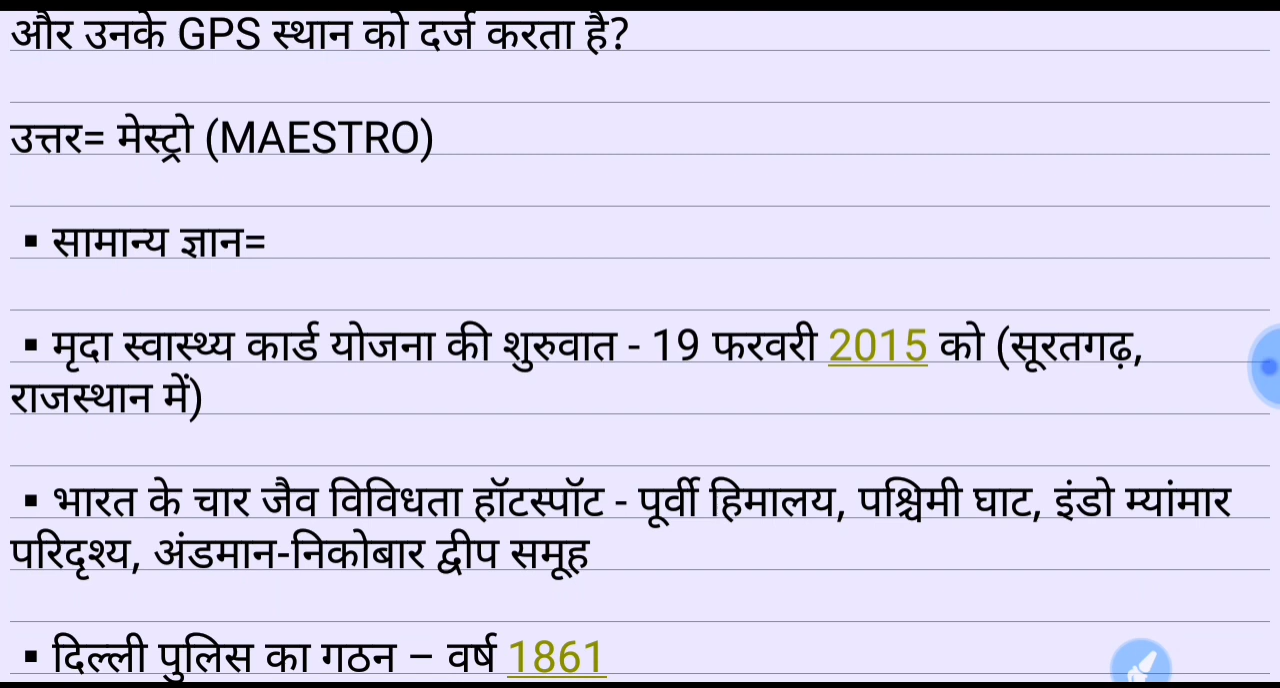 और उनके GPS स्थान को दर्ज करता है?
उत्तर= मेस्ट्रो (MAESTRO)
▪ सामान्य ज्ञान=
▪ मृदा स्वास्थ्य कार्ड योजना की शुरुवात - 19 फरवरी 2015 को (सूरतगढ़,
राजस्थान में)
▪ भारत के चार जैव विविधता हॉटस्पॉट - पूर्वी हिमालय, पश्चिमी घाट, इंडो म्यांमार
परिदृश्य, अंडमान-निकोबार द्वीप समूह
▪ दिल्ली पुलिस का गठन – वर्ष 1861